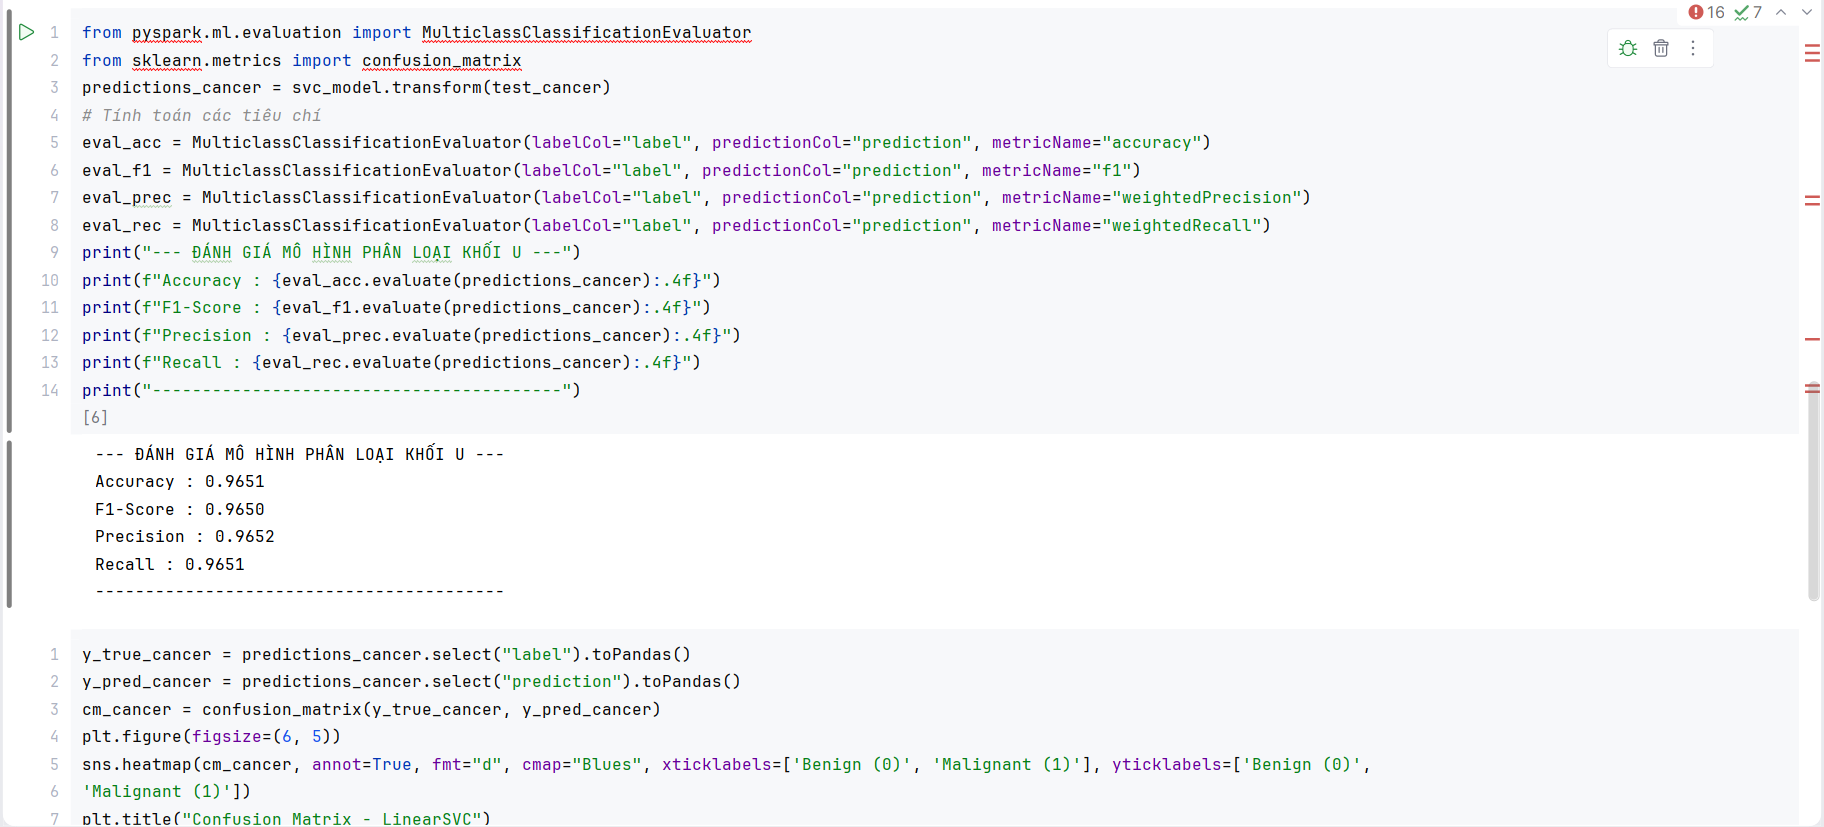 16 7
1 from pyspark.ml.evaluation import MulticlassClassificationEvaluator
2 from sklearn.metrics import confusion_matrix
3 predictions_cancer = svc_model.transform(test_cancer)
4 # Tính toán các tiêu chí
5 eval_acc = MulticlassClassificationEvaluator(labelCol="label", predictionCol="prediction", metricName="accuracy")
6 eval_f1 = MulticlassClassificationEvaluator(labelCol="label", predictionCol="prediction", metricName="f1")
7 eval_prec = MulticlassClassificationEvaluator(labelCol="label", predictionCol="prediction", metricName="weightedPrecision")
8 eval_rec = MulticlassClassificationEvaluator(labelCol="label", predictionCol="prediction", metricName="weightedRecall")
9 print("--- ĐÁNH GIÁ MÔ HÌNH PHÂN LOẠI KHỐI U ---")
10 print(f"Accuracy : {eval_acc.evaluate(predictions_cancer):.4f}")
11 print(f"F1-Score : {eval_f1.evaluate(predictions_cancer):.4f}")
12 print(f"Precision : {eval_prec.evaluate(predictions_cancer):.4f}")
13 print(f"Recall : {eval_rec.evaluate(predictions_cancer):.4f}")
14 print("-----------------------------------------")
[6]
--- ĐÁNH GIÁ MÔ HÌNH PHÂN LOẠI KHỐI U ---
Accuracy : 0.9651
F1-Score : 0.9650
Precision : 0.9652
Recall : 0.9651
-----------------------------------------
1 y_true_cancer = predictions_cancer.select("label").toPandas()
2 y_pred_cancer = predictions_cancer.select("prediction").toPandas()
3 cm_cancer = confusion_matrix(y_true_cancer, y_pred_cancer)
4 plt.figure(figsize=(6, 5))
5 sns.heatmap(cm_cancer, annot=True, fmt="d", cmap="Blues", xticklabels=['Benign (0)', 'Malignant (1)'], yticklabels=['Benign (0)',
6 'Malignant (1)'])
7 plt.title("Confusion Matrix - LinearSVC")